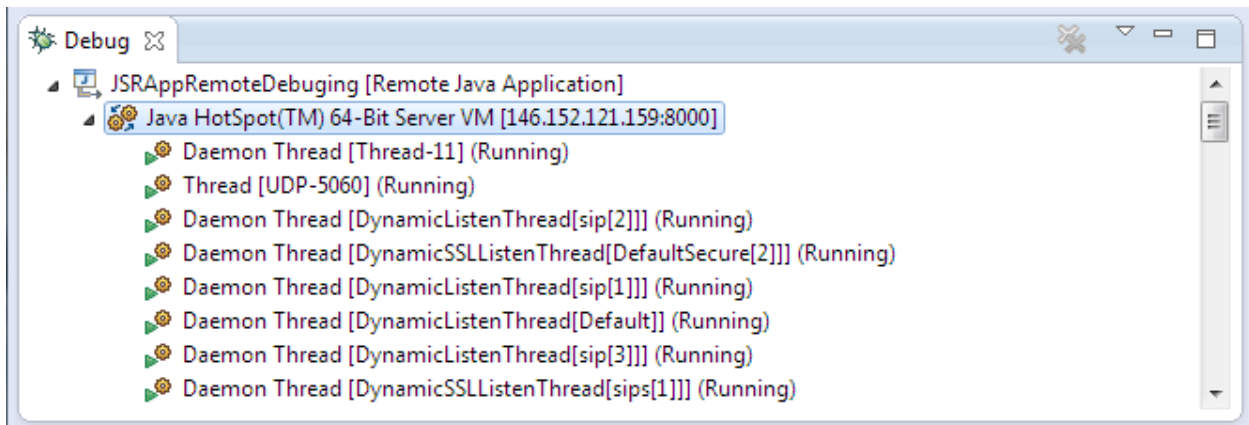 Debug
JSRAppRemoteDebuging [Remote Java Application]
Java HotSpot(TM) 64-Bit Server VM [146.152.121.159:8000]
Daemon Thread [Thread-11] (Running)
Thread [UDP-5060] (Running)
Daemon Thread [DynamicListenThread[sip[2]]] (Running)
Daemon Thread [DynamicSSLListenThread[DefaultSecure[2]]] (Running)
Daemon Thread [DynamicListenThread[sip[1]]] (Running)
Daemon Thread [DynamicListenThread[Default]] (Running)
Daemon Thread [DynamicListenThread[sip[3]]] (Running)
Daemon Thread [DynamicSSLListenThread[sips[1]]] (Running)